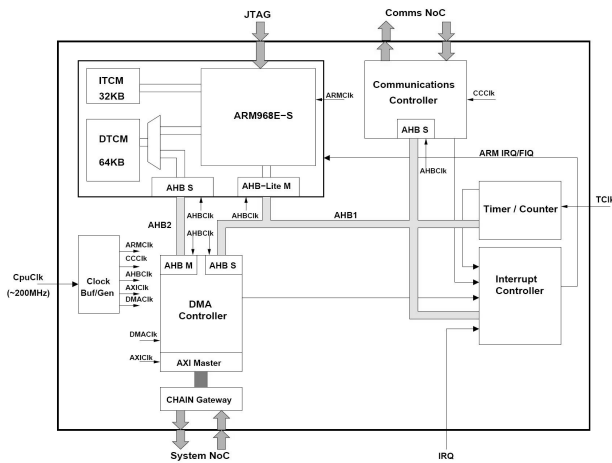 JTAG
Comms NoC
ITCM
32KB
ARM968E-S
ARMClk
Communications
Controller
CCClk
DTCM
64KB
AHB S
AHBClk
ARM IRQ/FIQ
AHB S
AHB-Lite M
AHBClk
AHBClk
AHBClk
AHB2
AHB1
Timer / Counter
TClk
ARMClk
CCClk
AHBClk
AXIClk
DMAClk
CpuClk
(~200MHz)
Clock
Buf/Gen
AHB M
AHB S
DMA
Controller
Interrupt
Controller
DMAClk
AXIClk
AXI Master
CHAIN Gateway
System NoC
IRQ